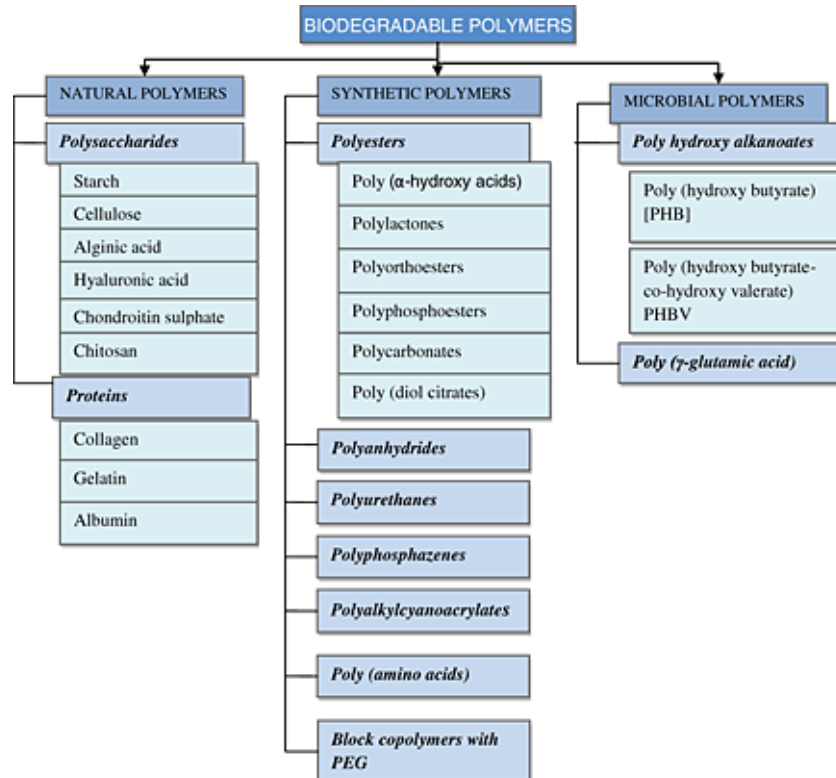 BIODEGRADABLE POLYMERS
NATURAL POLYMERS
Polysaccharides
Starch
Cellulose
Alginic acid
Hyaluronic acid
Chondroitin sulphate
Chitosan
Proteins
Collagen
Gelatin
Albumin
SYNTHETIC POLYMERS
Polyesters
Poly (α-hydroxy acids)
Polylactones
Polyorthoesters
Polyphosphoesters
Polycarbonates
Poly (diol citrates)
Polyanhydrides
Polyurethanes
Polyphosphazenes
Polyalkylcyanoacrylates
Poly (amino acids)
Block copolymers with
PEG
MICROBIAL POLYMERS
Poly hydroxy alkanoates
Poly (hydroxy butyrate)
[PHB]
Poly (hydroxy butyrate-
co-hydroxy valerate)
PHBV
Poly (γ-glutamic acid)